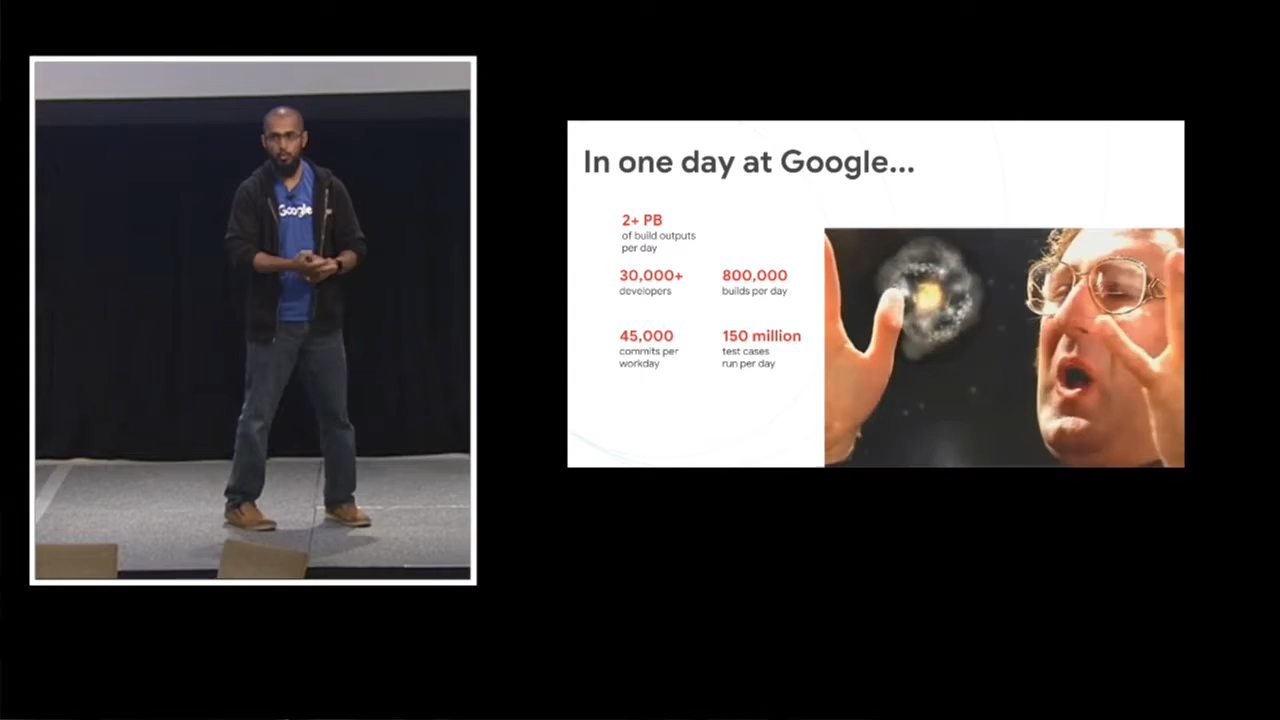 Google
In one day at Google...
2+ PB
of build outputs
per day
30,000+
developers
800,000
builds per day
45,000
commits per
workday
150 million
test cases
run per day